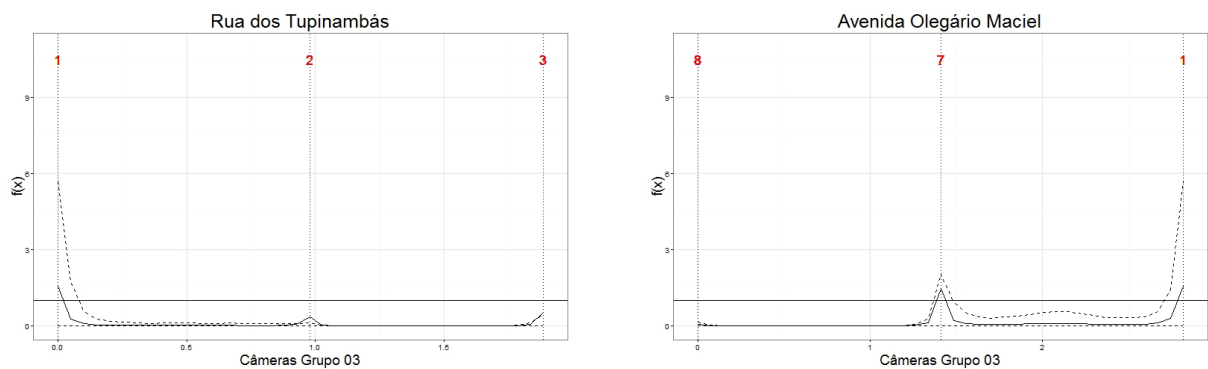 Rua dos Tupinambás
1 2 3
9
6
3
0
f(x)
0.0 0.5 1.0 1.5
Câmeras Grupo 03
Avenida Olegário Maciel
8 7 1
9
6
3
0
f(x)
0 1 2
Câmeras Grupo 03